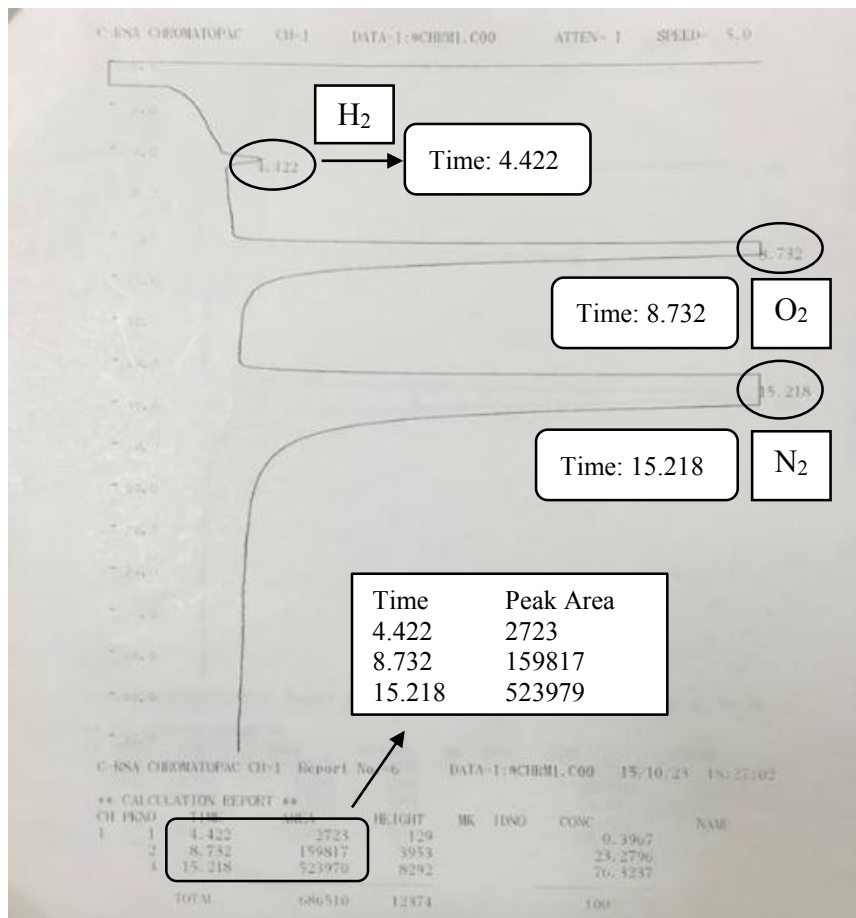 C-R8A CHROMATOPAC CH=1 DATA=1:@CHRM1.C00 ATTEN= 1 SPEED= 5.0
H2
4.422
Time: 4.422
8.732
Time: 8.732
O2
15.218
Time: 15.218
N2
Time Peak Area
4.422 2723
8.732 159817
15.218 523979
C-R8A CHROMATOPAC CH=1 Report No.=6 DATA=1:@CHRM1.C00 15/10/23 18:27:02
** CALCULATION REPORT **
CH PKNO TIME AREA HEIGHT MK IDNO CONC NAME
1 1 4.422 2723 129 0.3967
2 8.732 159817 3953 23.2796
3 15.218 523970 8292 76.3237
TOTAL 686510 12374 100